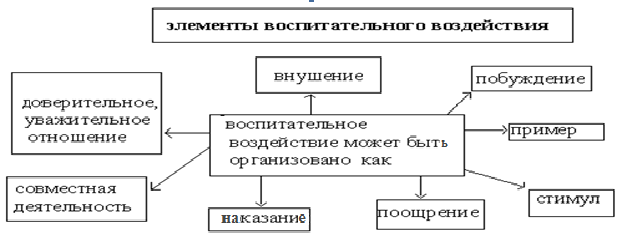 элементы воспитательного воздействия
внушение
побуждение
доверительное,
уважительное
отношение
воспитательное
воздействие может быть
организовано как
пример
совместная
деятельность
наказание
поощрение
стимул